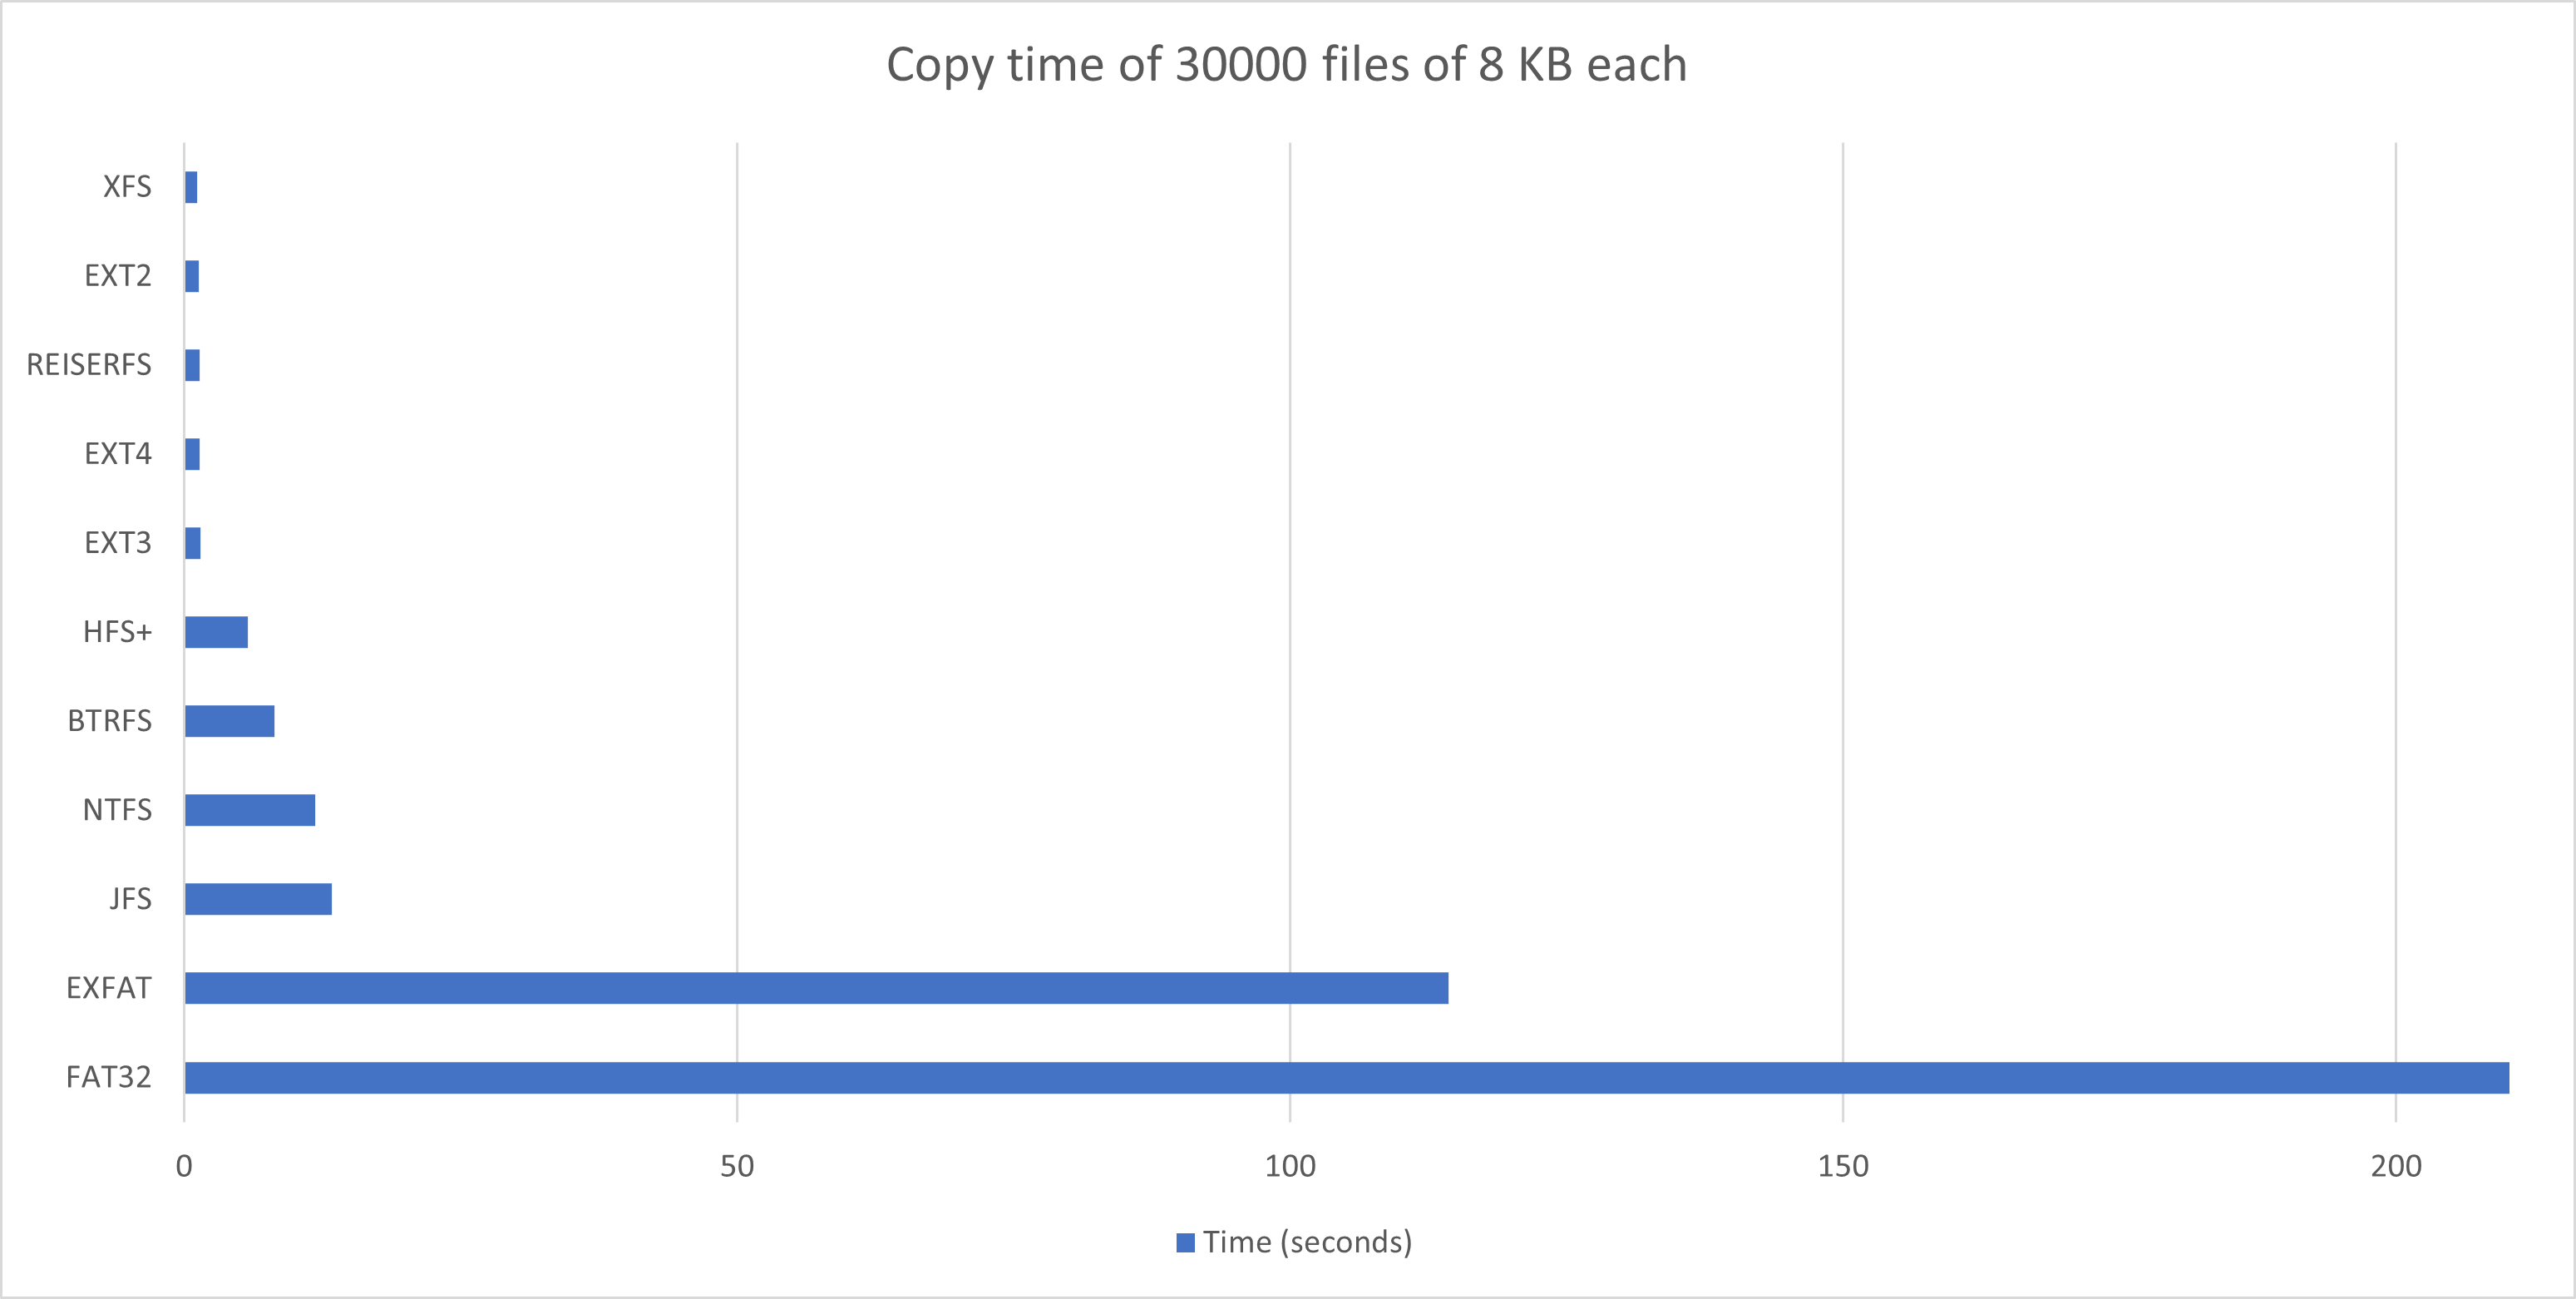 Copy time of 30000 files of 8 KB each
XFS
EXT2
REISERFS
EXT4
EXT3
HFS+
BTRFS
NTFS
JFS
EXFAT
FAT32
0 50 100 150 200
Time (seconds)